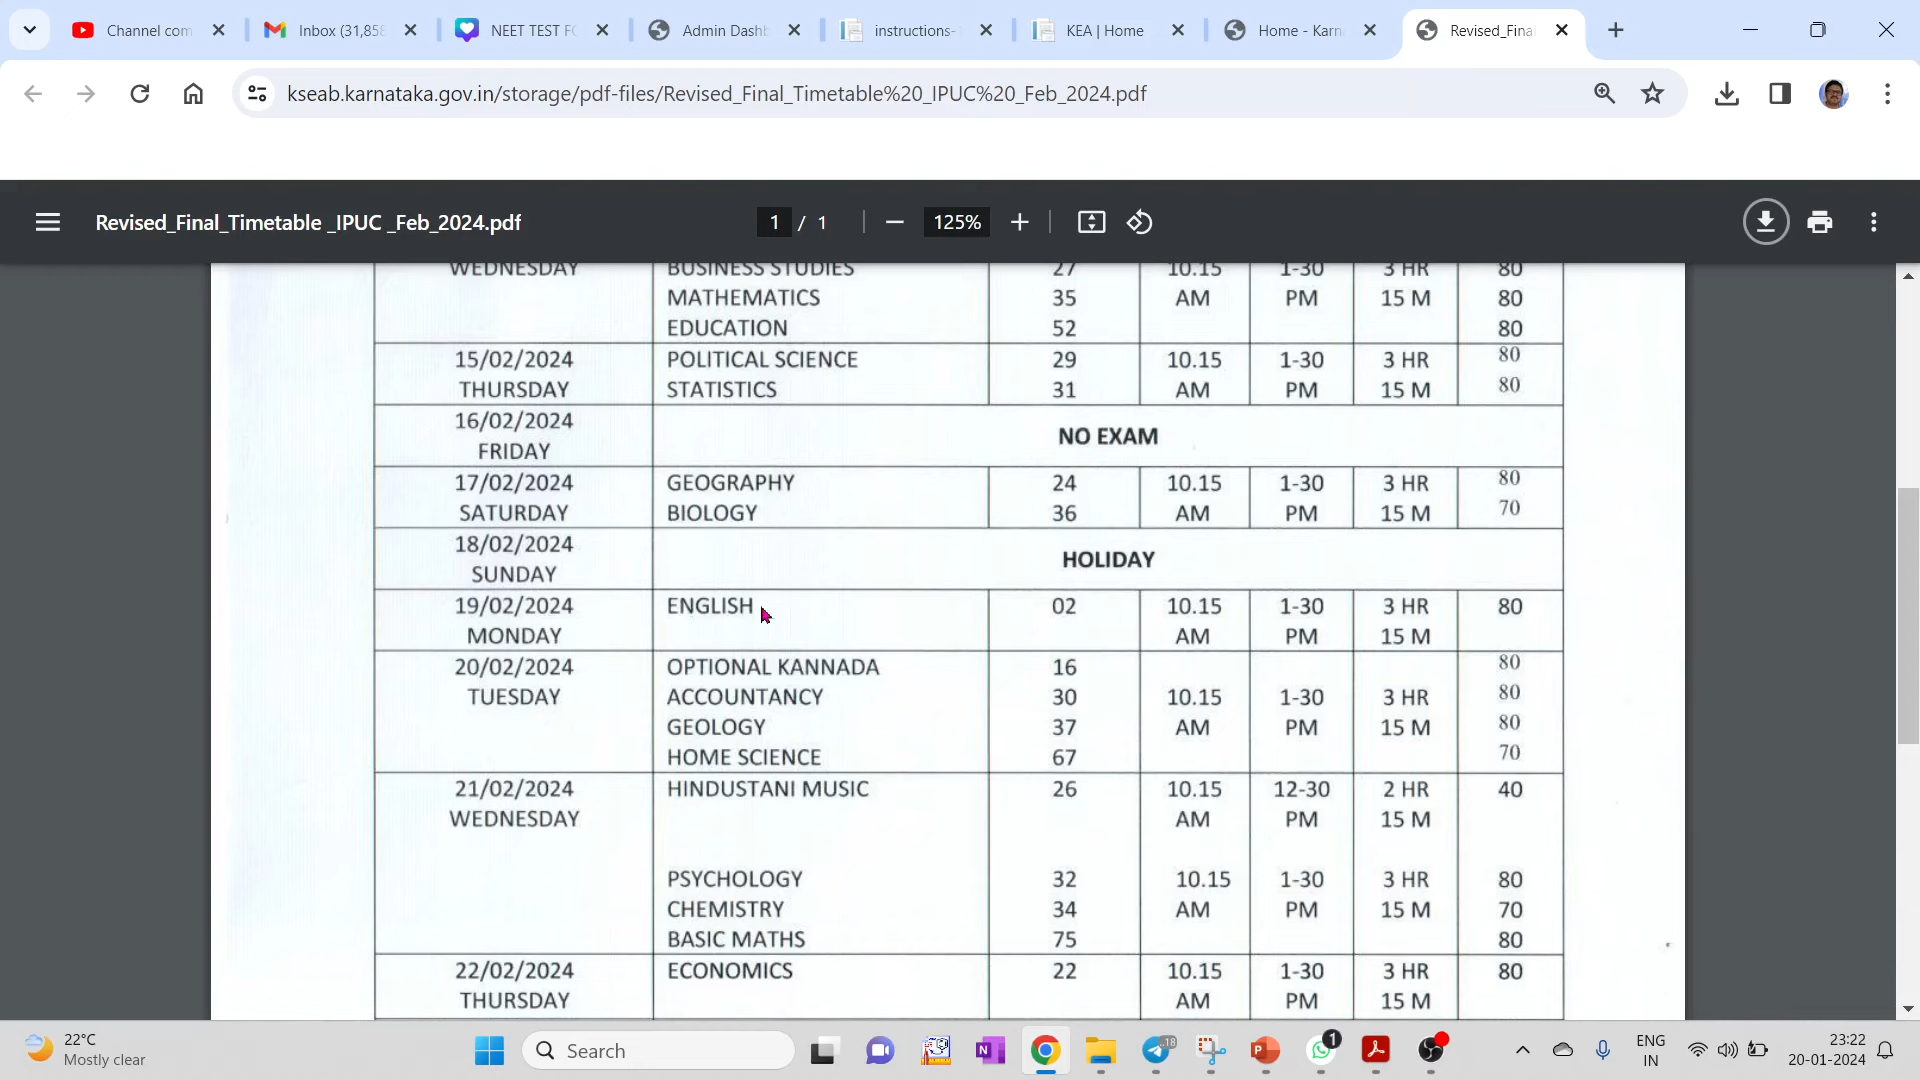 Channel com
Inbox (31,858
NEET TEST FO
Admin Dashb
instructions-
KEA | Home
Home - Karn
Revised_Fina
kseab.karnataka.gov.in/storage/pdf-files/Revised_Final_Timetable%20_IPUC%20_Feb_2024.pdf
Revised_Final_Timetable _IPUC _Feb_2024.pdf
1 / 1
125%
WEDNESDAY BUSINESS STUDIES 27 10.15 1-30 3 HR 80
MATHEMATICS 35 AM PM 15 M 80
EDUCATION 52 80
15/02/2024 POLITICAL SCIENCE 29 10.15 1-30 3 HR 80
THURSDAY STATISTICS 31 AM PM 15 M 80
16/02/2024
NO EXAM
FRIDAY
17/02/2024 GEOGRAPHY 24 10.15 1-30 3 HR 80
SATURDAY BIOLOGY 36 AM PM 15 M 70
18/02/2024
HOLIDAY
SUNDAY
19/02/2024 ENGLISH 02 10.15 1-30 3 HR 80
MONDAY AM PM 15 M
20/02/2024 OPTIONAL KANNADA 16 80
TUESDAY ACCOUNTANCY 30 10.15 1-30 3 HR 80
GEOLOGY 37 AM PM 15 M 80
HOME SCIENCE 67 70
21/02/2024 HINDUSTANI MUSIC 26 10.15 12-30 2 HR 40
WEDNESDAY AM PM 15 M
PSYCHOLOGY 32 10.15 1-30 3 HR 80
CHEMISTRY 34 AM PM 15 M 70
BASIC MATHS 75 80
22/02/2024 ECONOMICS 22 10.15 1-30 3 HR 80
THURSDAY AM PM 15 M
22°C
Mostly clear
Search
18
1
ENG
IN
23:22
20-01-2024